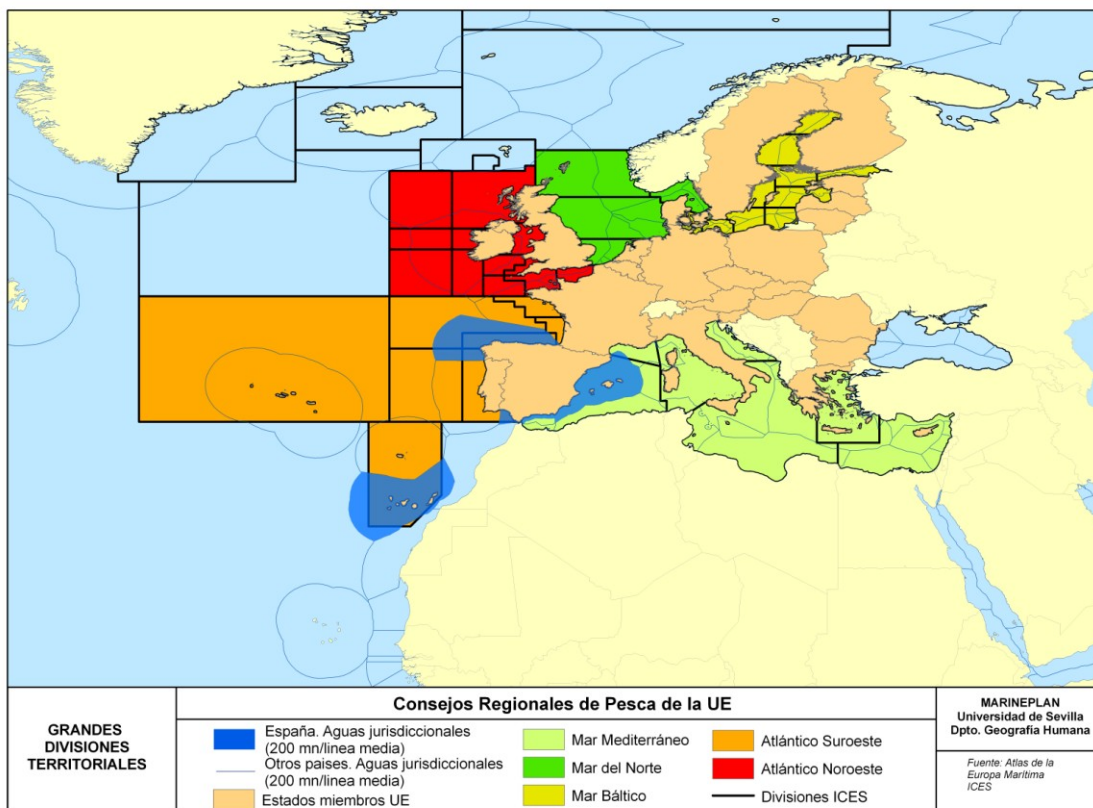 GRANDES
DIVISIONES
TERRITORIALES
Consejos Regionales de Pesca de la UE
España. Aguas jurisdiccionales
(200 mn/linea media)
Otros paises. Aguas jurisdiccionales
(200 mn/linea media)
Estados miembros UE
Mar Mediterráneo
Mar del Norte
Mar Báltico
Atlántico Suroeste
Atlántico Noroeste
Divisiones ICES
MARINEPLAN
Universidad de Sevilla
Dpto. Geografía Humana
Fuente: Atlas de la
Europa Marítima
ICES